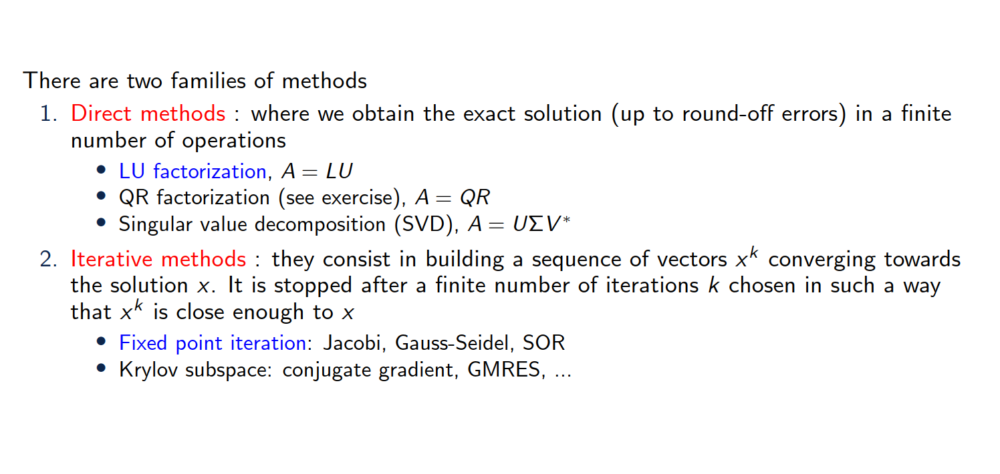 There are two families of methods
1. Direct methods : where we obtain the exact solution (up to round-off errors) in a finite
number of operations
• LU factorization, A = LU
• QR factorization (see exercise), A = QR
• Singular value decomposition (SVD), A = UΣV*
2. Iterative methods : they consist in building a sequence of vectors x^k converging towards
the solution x. It is stopped after a finite number of iterations k chosen in such a way
that x^k is close enough to x
• Fixed point iteration: Jacobi, Gauss-Seidel, SOR
• Krylov subspace: conjugate gradient, GMRES, ...